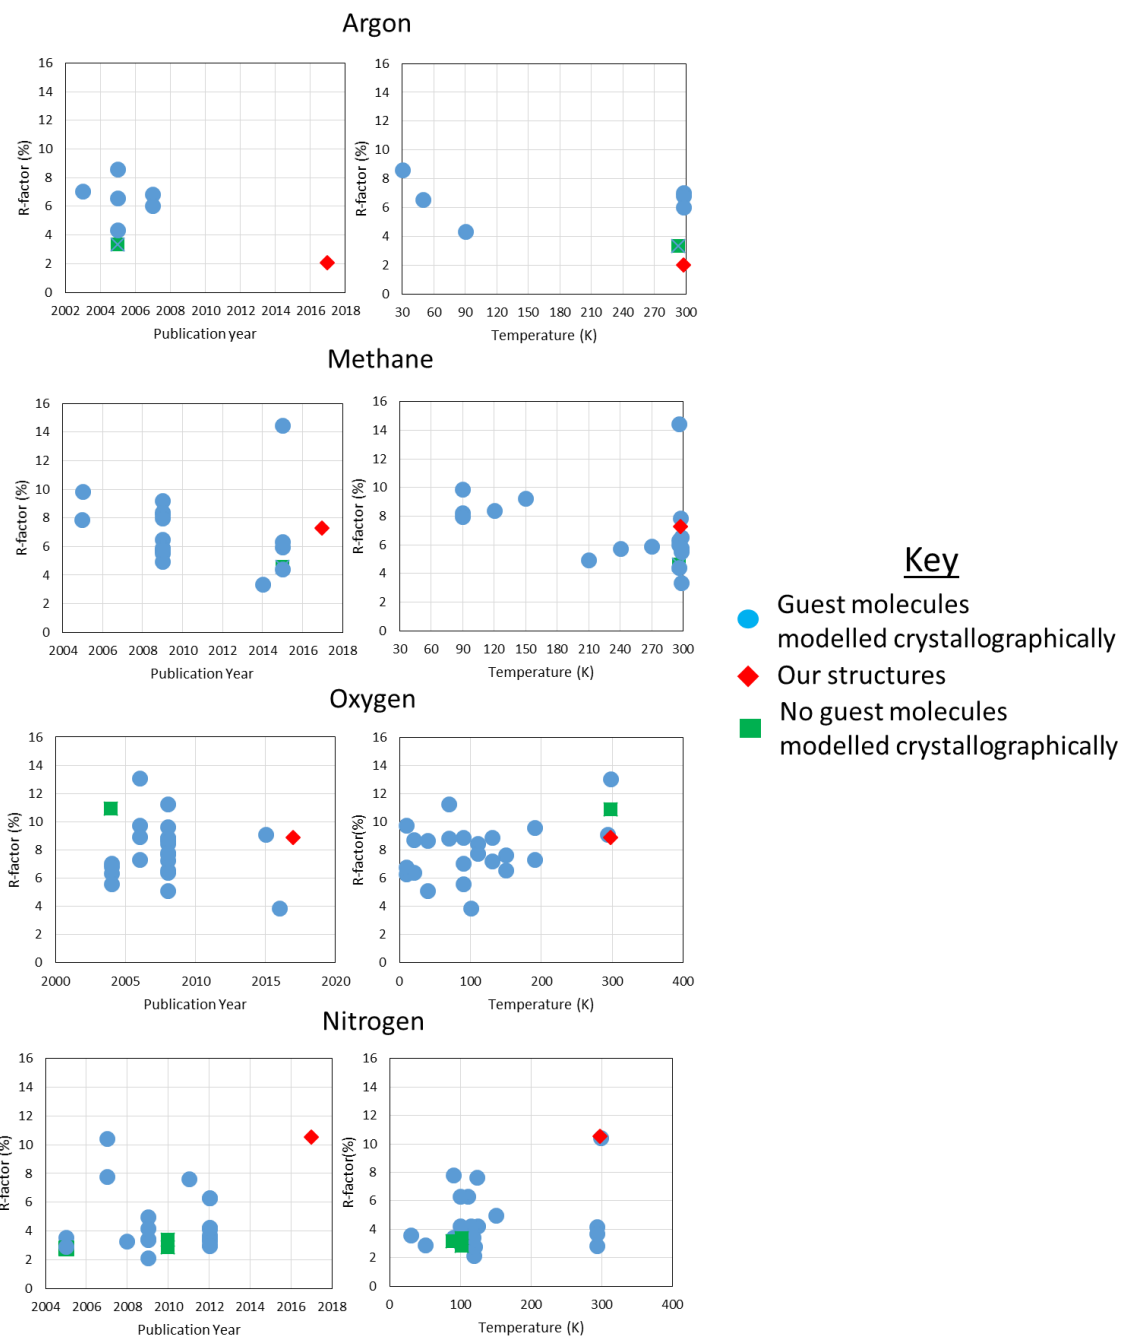 Argon
16
14
12
10
8
6
4
2
0
R-factor (%)
2002 2004 2006 2008 2010 2012 2014 2016 2018
Publication year
16
14
12
10
8
6
4
2
0
R-factor (%)
30 60 90 120 150 180 210 240 270 300
Temperature (K)
Methane
16
14
12
10
8
6
4
2
0
R-factor (%)
2004 2006 2008 2010 2012 2014 2016 2018
Publication Year
16
14
12
10
8
6
4
2
0
R-factor (%)
30 60 90 120 150 180 210 240 270 300
Temperature (K)
Key
Guest molecules
modelled crystallographically
Our structures
No guest molecules
modelled crystallographically
Oxygen
16
14
12
10
8
6
4
2
0
R-factor (%)
2000 2005 2010 2015 2020
Publication Year
16
14
12
10
8
6
4
2
0
R-factor(%)
0 100 200 300 400
Temperature (K)
Nitrogen
16
14
12
10
8
6
4
2
0
R-factor (%)
2004 2006 2008 2010 2012 2014 2016 2018
Publication Year
16
14
12
10
8
6
4
2
0
R-factor(%)
0 100 200 300 400
Temperature (K)